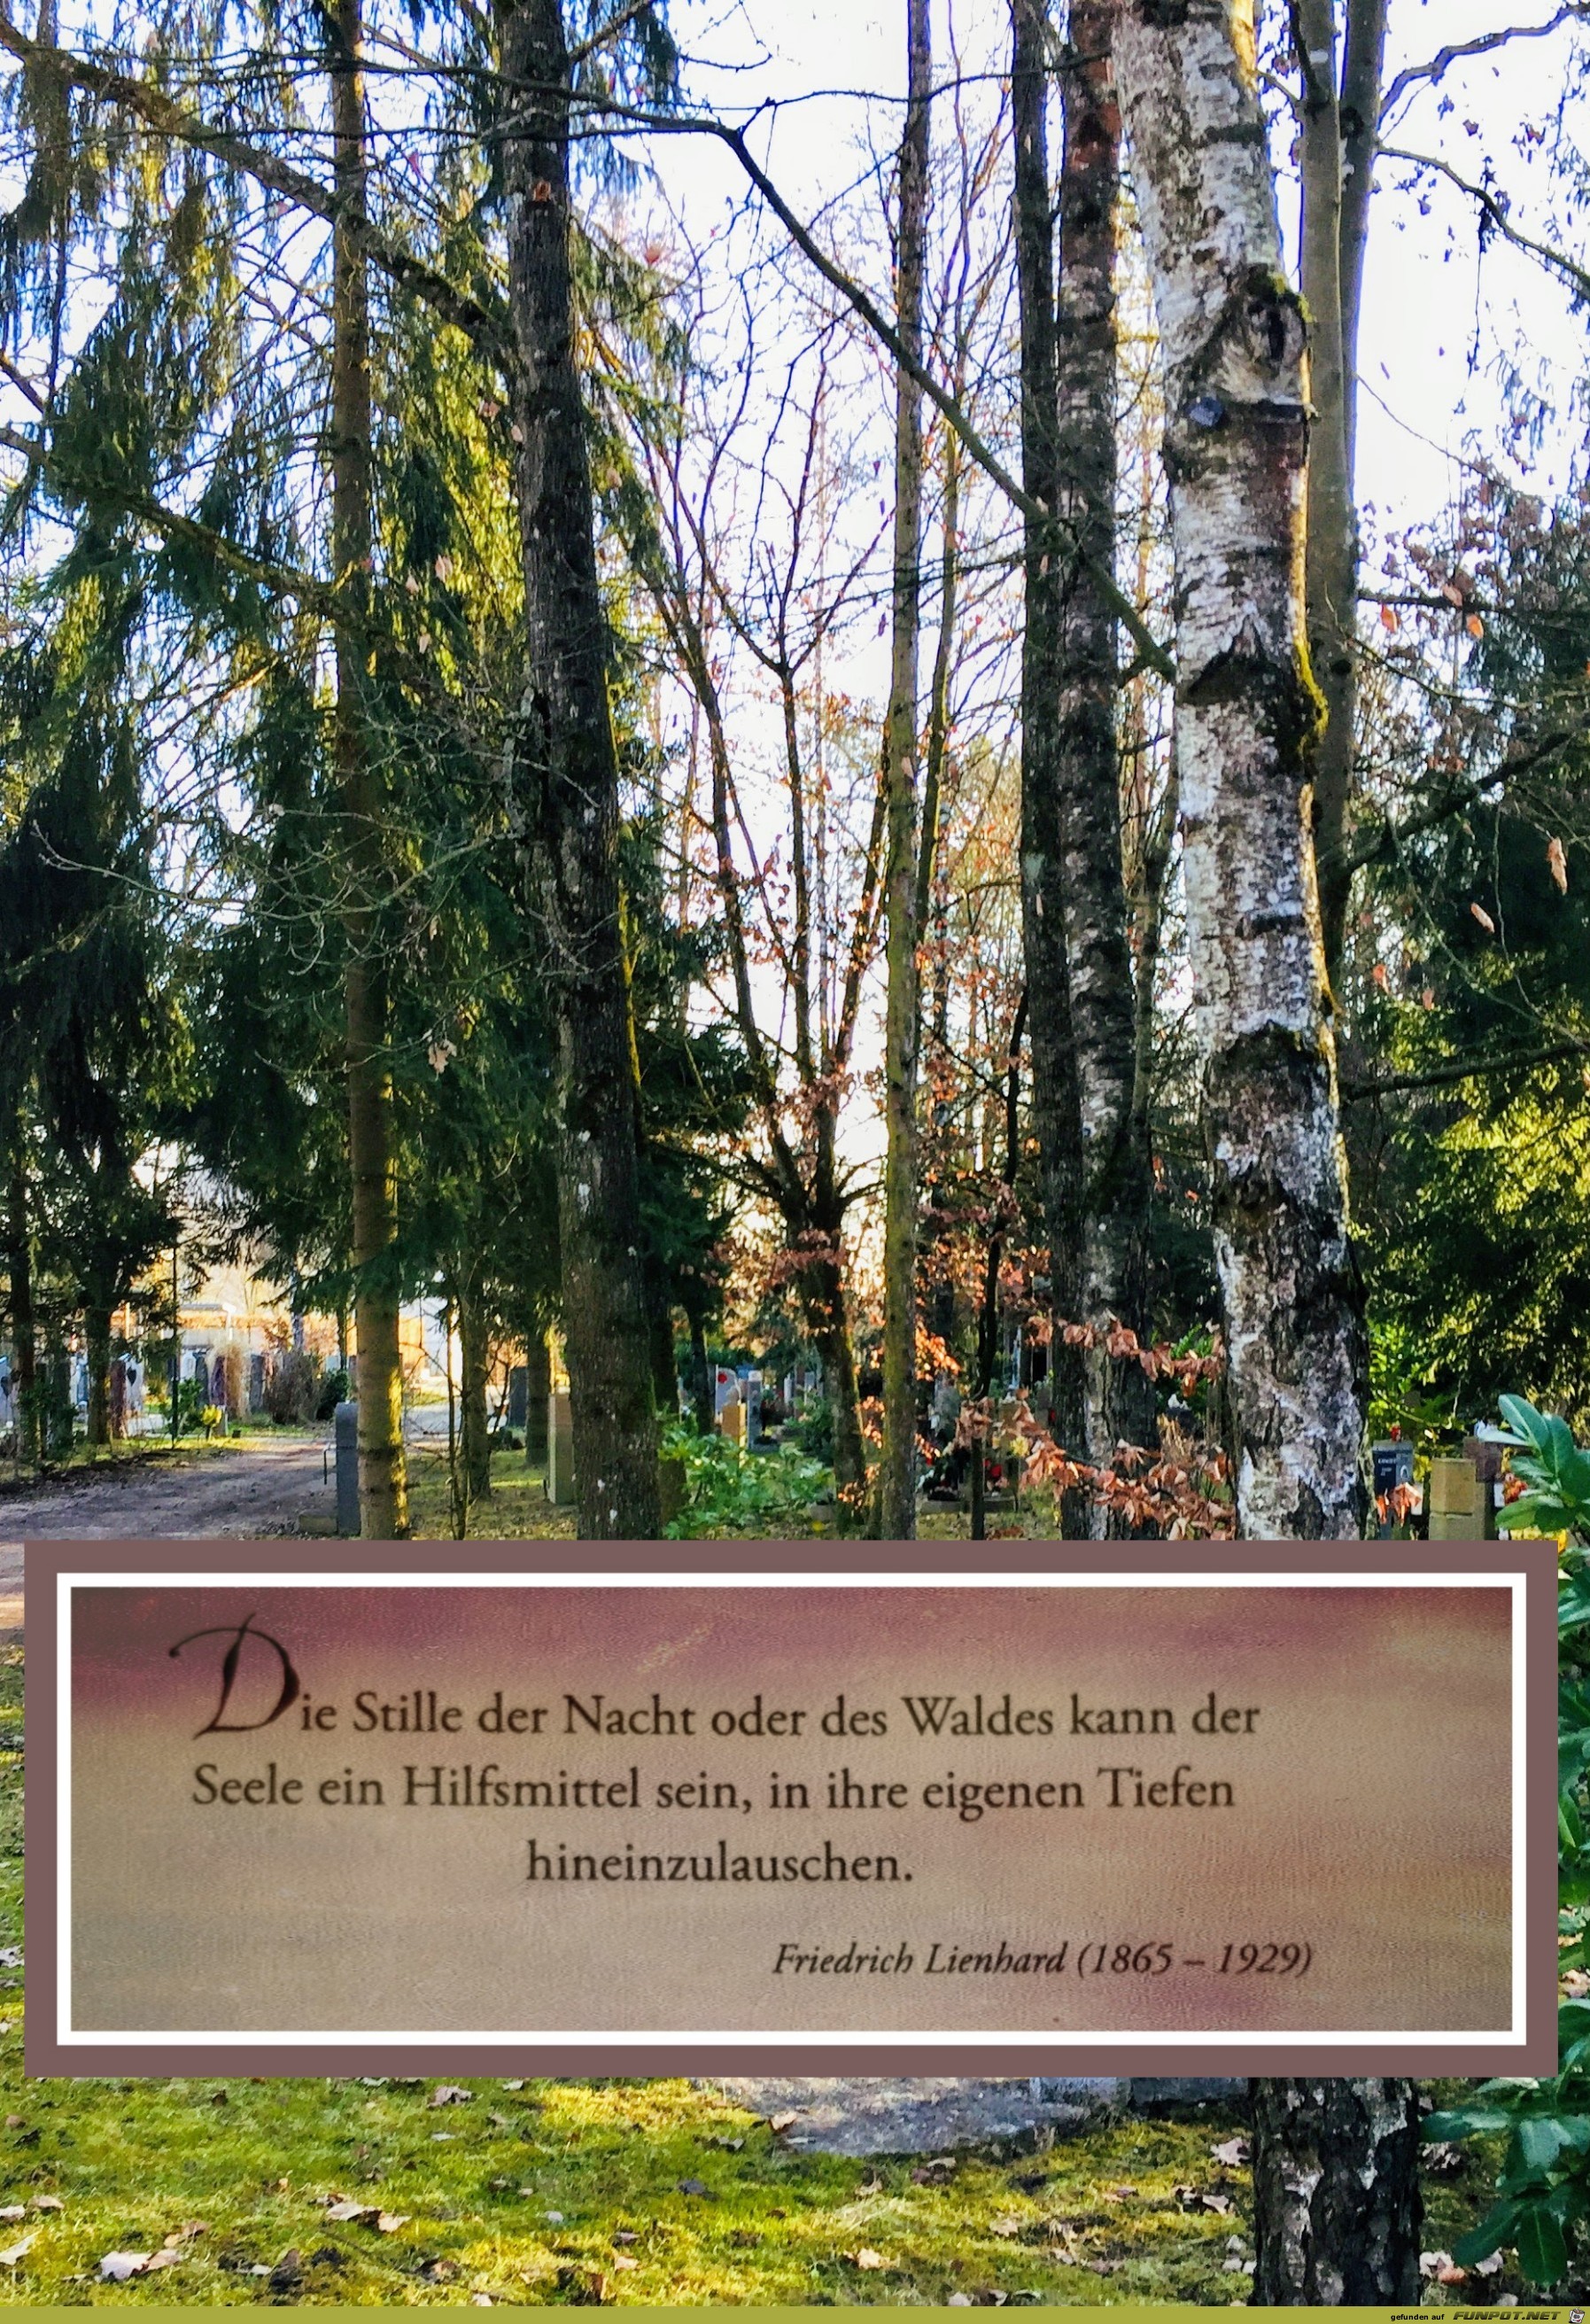 Die Stille der Nacht oder des Waldes kann der
Seele ein Hilfsmittel sein, in ihre eigenen Tiefen
hineinzulauschen.
Friedrich Lienhard (1865 – 1929)
gefunden auf FUNPOT.NET